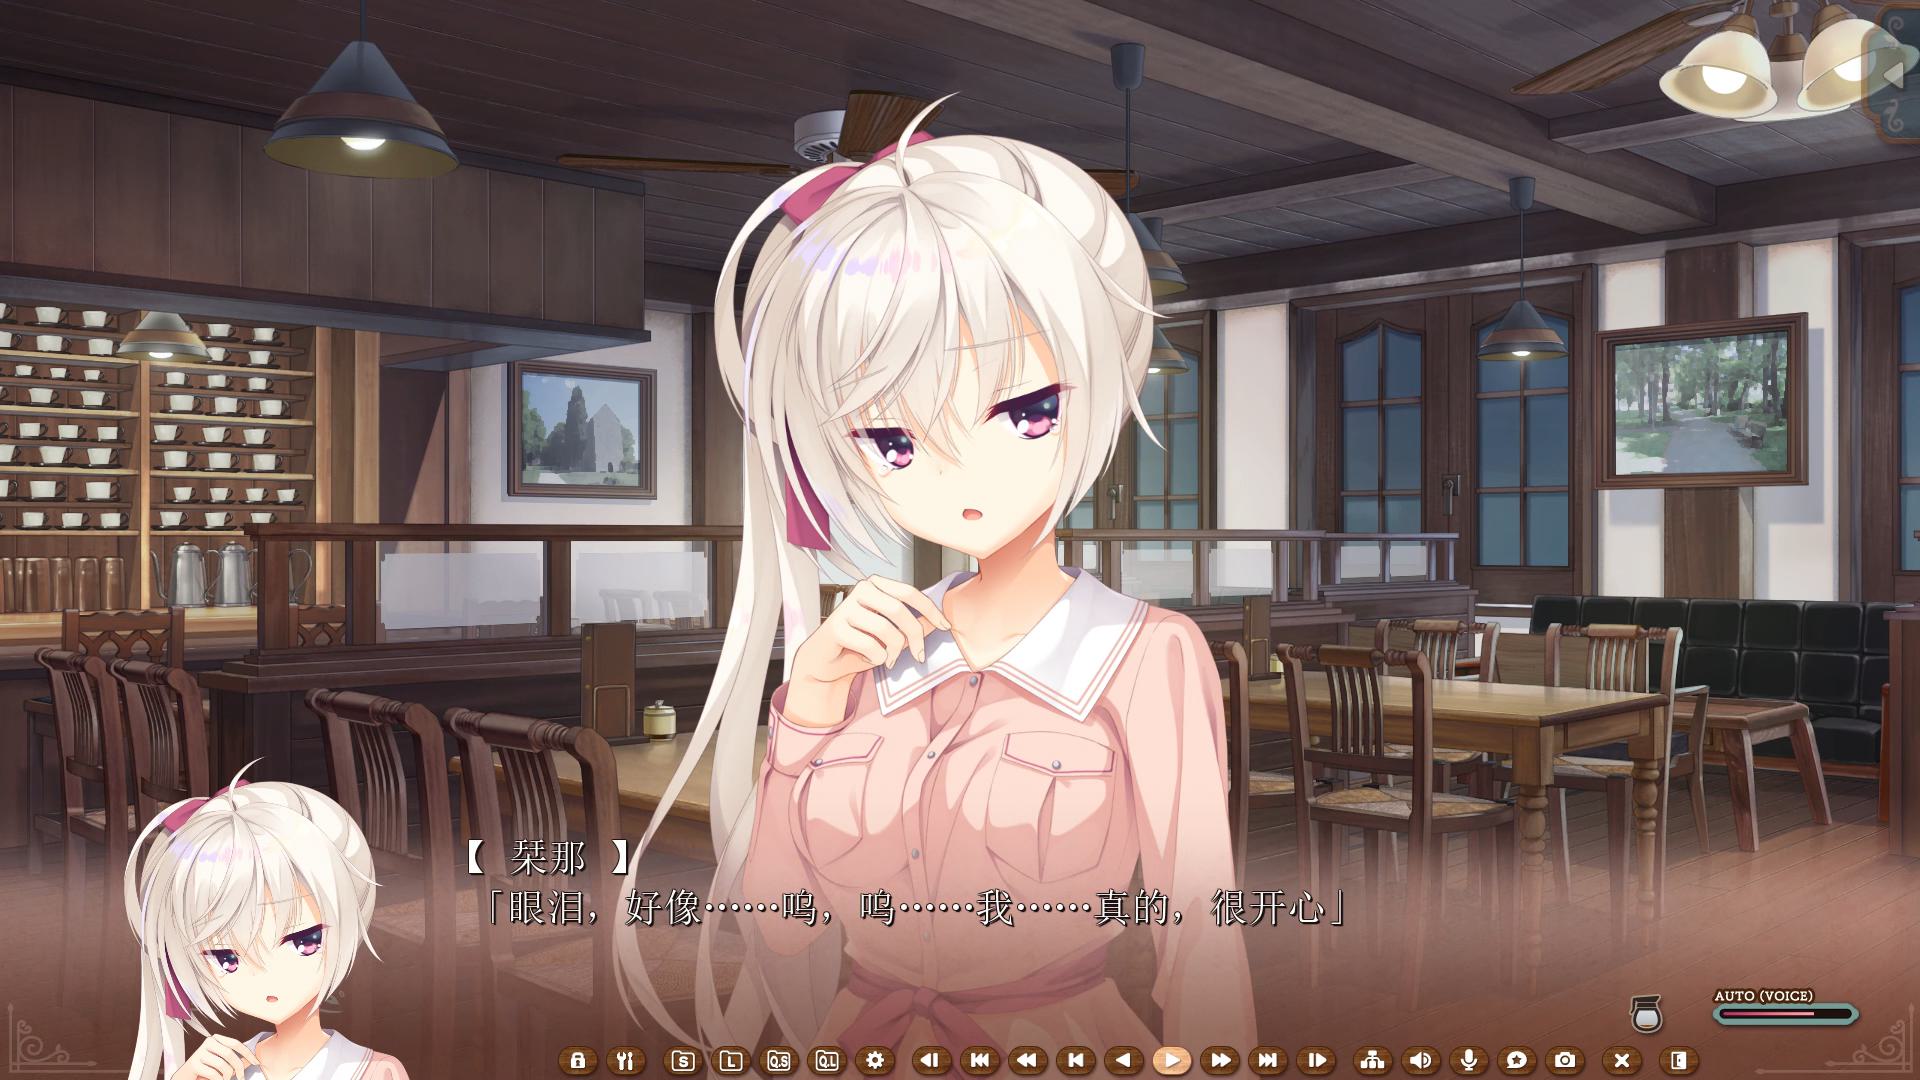 【 栞那 】
「眼泪，好像……呜，呜……我……真的，很开心」
AUTO (VOICE)
S L Q.S Q.L